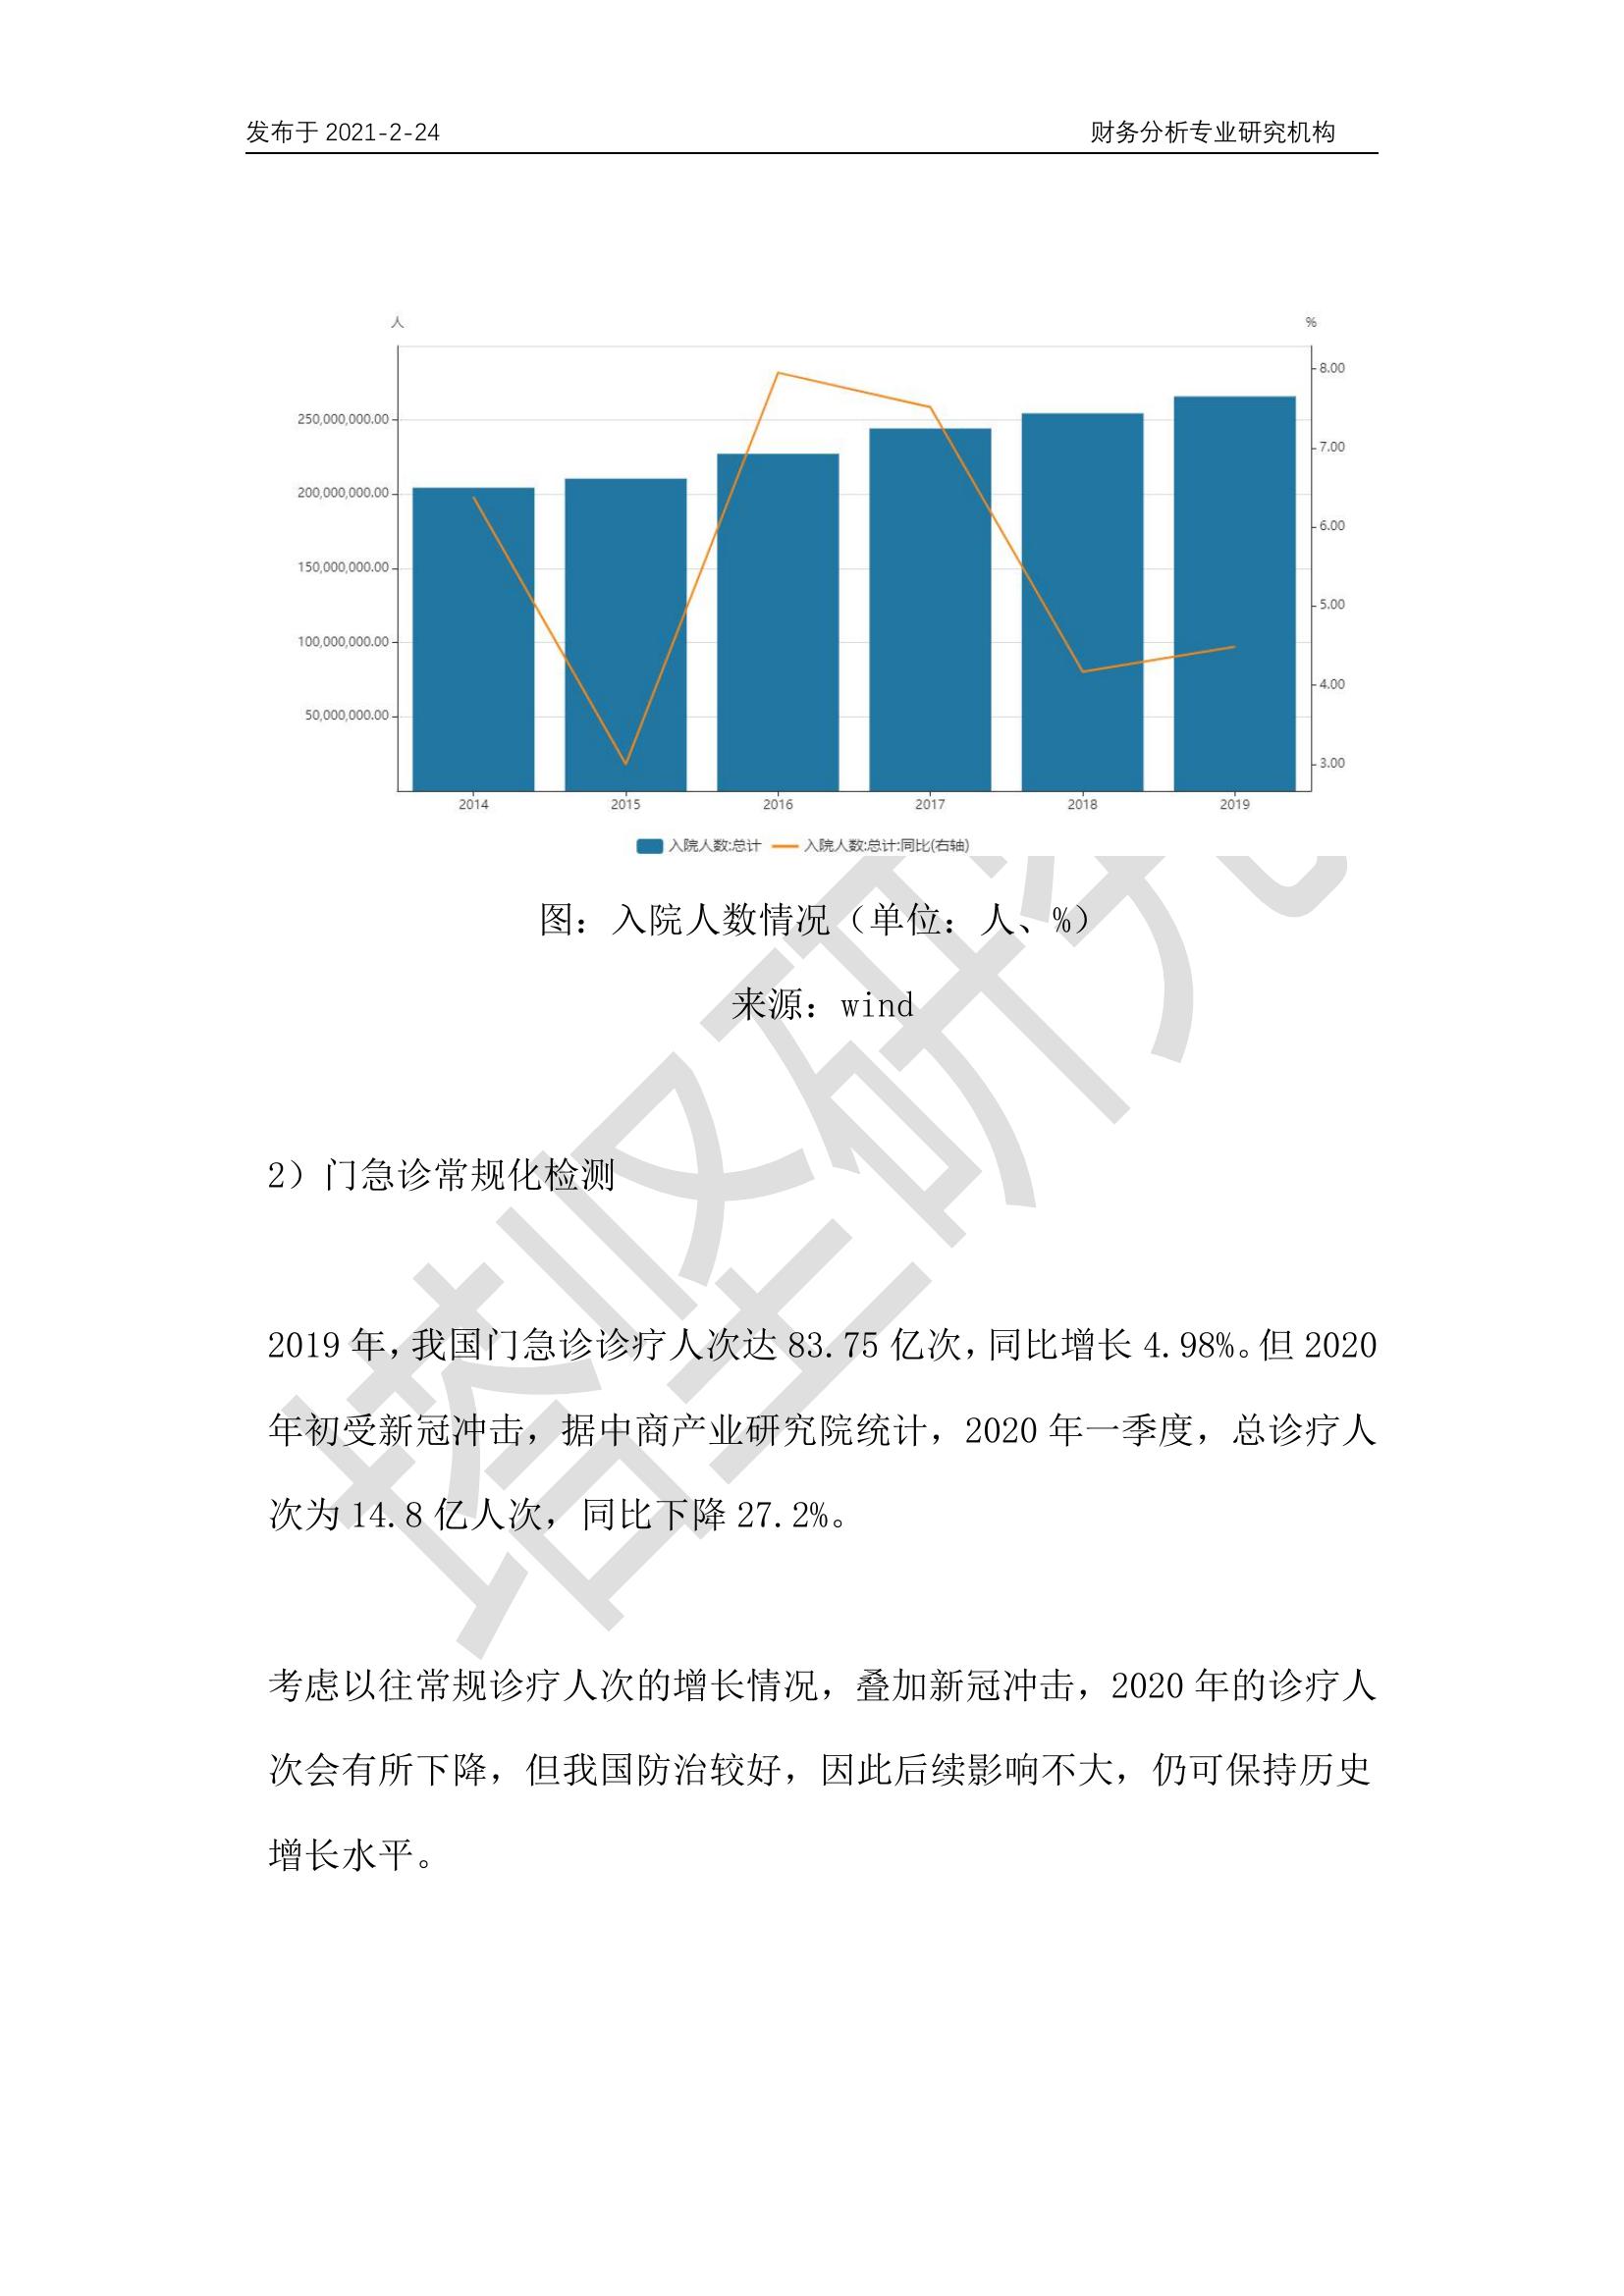 发布于 2021-2-24 财务分析专业研究机构
人 %
8.00
250,000,000.00
7.00
200,000,000.00
6.00
150,000,000.00
5.00
100,000,000.00
4.00
50,000,000.00
3.00
2014 2015 2016 2017 2018 2019
入院人数:总计 入院人数:总计:同比(右轴)
图：入院人数情况（单位：人、%）
来源：wind
2）门急诊常规化检测
2019 年，我国门急诊诊疗人次达 83.75 亿次，同比增长 4.98%。但 2020
年初受新冠冲击，据中商产业研究院统计，2020 年一季度，总诊疗人
次为 14.8 亿人次，同比下降 27.2%。
考虑以往常规诊疗人次的增长情况，叠加新冠冲击，2020 年的诊疗人
次会有所下降，但我国防治较好，因此后续影响不大，仍可保持历史
增长水平。
塔坚研究